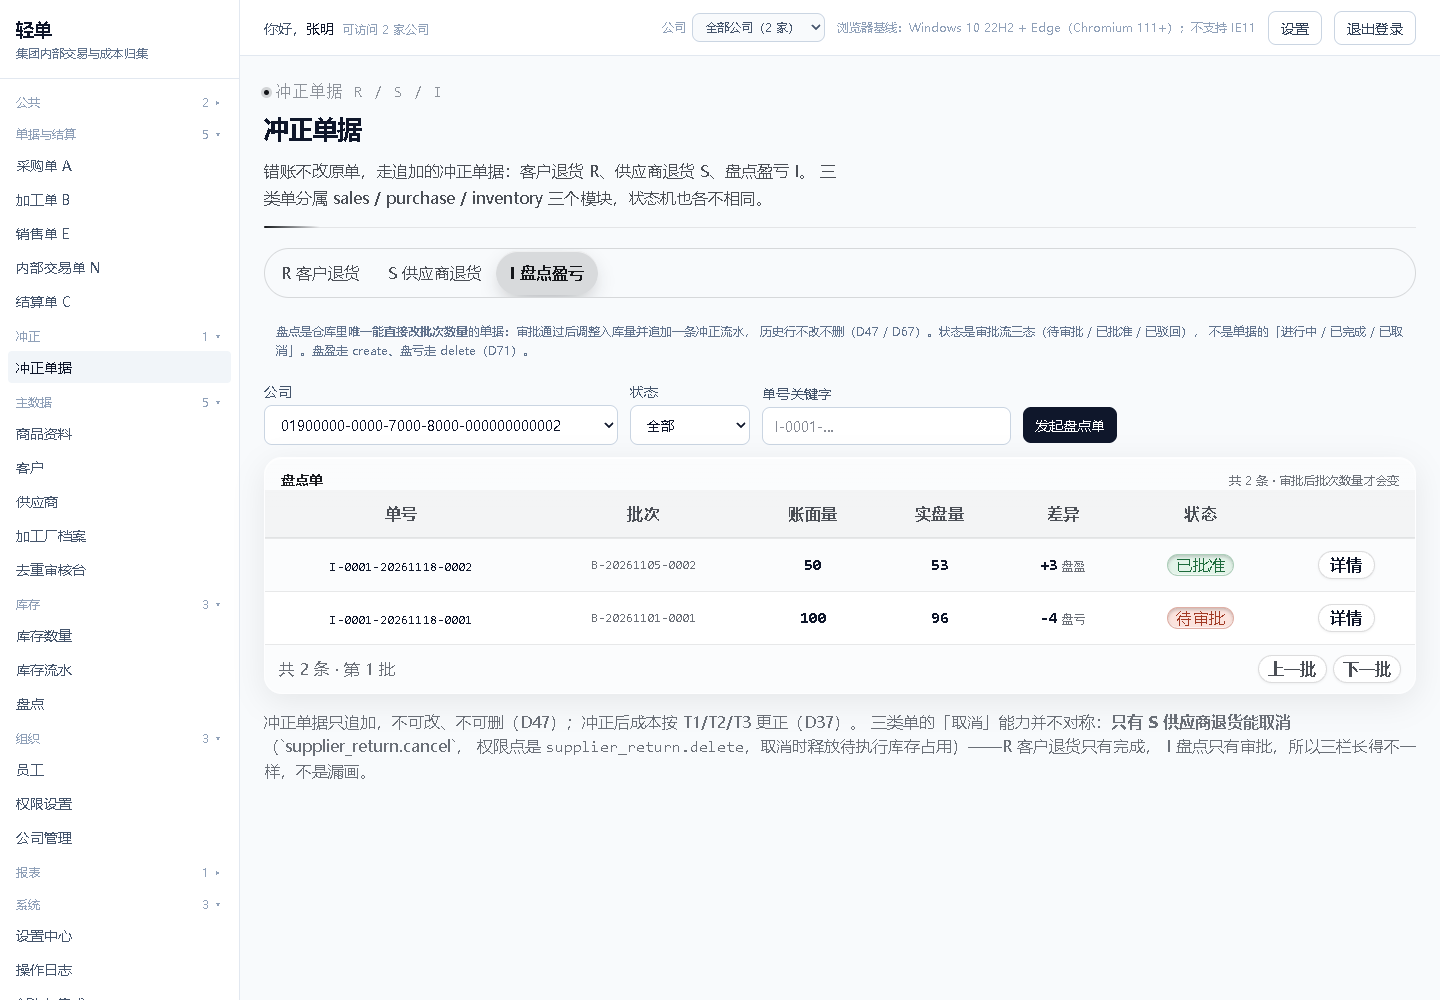 轻单
集团内部交易与成本归集
公共 2 ▸
单据与结算 5 ▾
采购单 A
加工单 B
销售单 E
内部交易单 N
结算单 C
冲正 1 ▾
冲正单据
主数据 5 ▾
商品资料
客户
供应商
加工厂档案
去重审核台
库存 3 ▾
库存数量
库存流水
盘点
组织 3 ▾
员工
权限设置
公司管理
报表 1 ▸
系统 3 ▾
设置中心
操作日志
你好，张明 可访问 2 家公司
公司 全部公司（2 家） 浏览器基线：Windows 10 22H2 + Edge（Chromium 111+）；不支持 IE11 设置 退出登录
冲正单据 R / S / I
冲正单据
错账不改原单，走追加的冲正单据：客户退货 R、供应商退货 S、盘点盈亏 I。 三
类单分属 sales / purchase / inventory 三个模块，状态机也各不相同。
R 客户退货 S 供应商退货 I 盘点盈亏
盘点是仓库里唯一能直接改批次数量的单据：审批通过后调整入库量并追加一条冲正流水， 历史行不改不删（D47 / D67）。状态是审批流三态（待审批 / 已批准 / 已驳回）， 不是单据的「进行中 / 已完成 / 已取
消」。盘盈走 create、盘亏走 delete（D71）。
公司 状态 单号关键字
01900000-0000-7000-8000-000000000002 全部 I-0001-... 发起盘点单
盘点单 共 2 条 · 审批后批次数量才会变
单号 批次 账面量 实盘量 差异 状态
I-0001-20261118-0002 B-20261105-0002 50 53 +3 盘盈 已批准 详情
I-0001-20261118-0001 B-20261101-0001 100 96 -4 盘亏 待审批 详情
共 2 条 · 第 1 批 上一批 下一批
冲正单据只追加，不可改、不可删（D47）；冲正后成本按 T1/T2/T3 更正（D37）。 三类单的「取消」能力并不对称：只有 S 供应商退货能取消
（`supplier_return.cancel`， 权限点是 supplier_return.delete，取消时释放待执行库存占用）——R 客户退货只有完成， I 盘点只有审批，所以三栏长得不一
样，不是漏画。